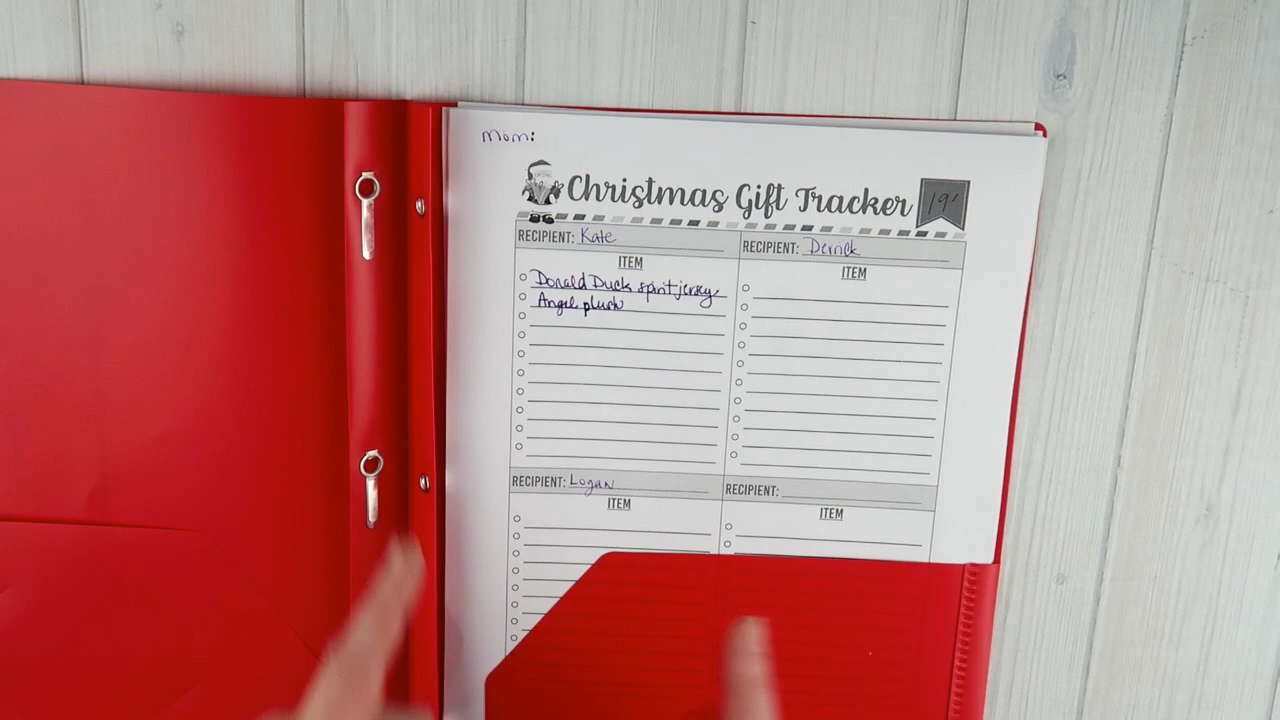 Mom:
Christmas Gift Tracker 19'
RECIPIENT: Kate
ITEM
Donald Duck spirit jersey
Angel plush
RECIPIENT: Derrick
ITEM
RECIPIENT: Logan
ITEM
RECIPIENT:
ITEM